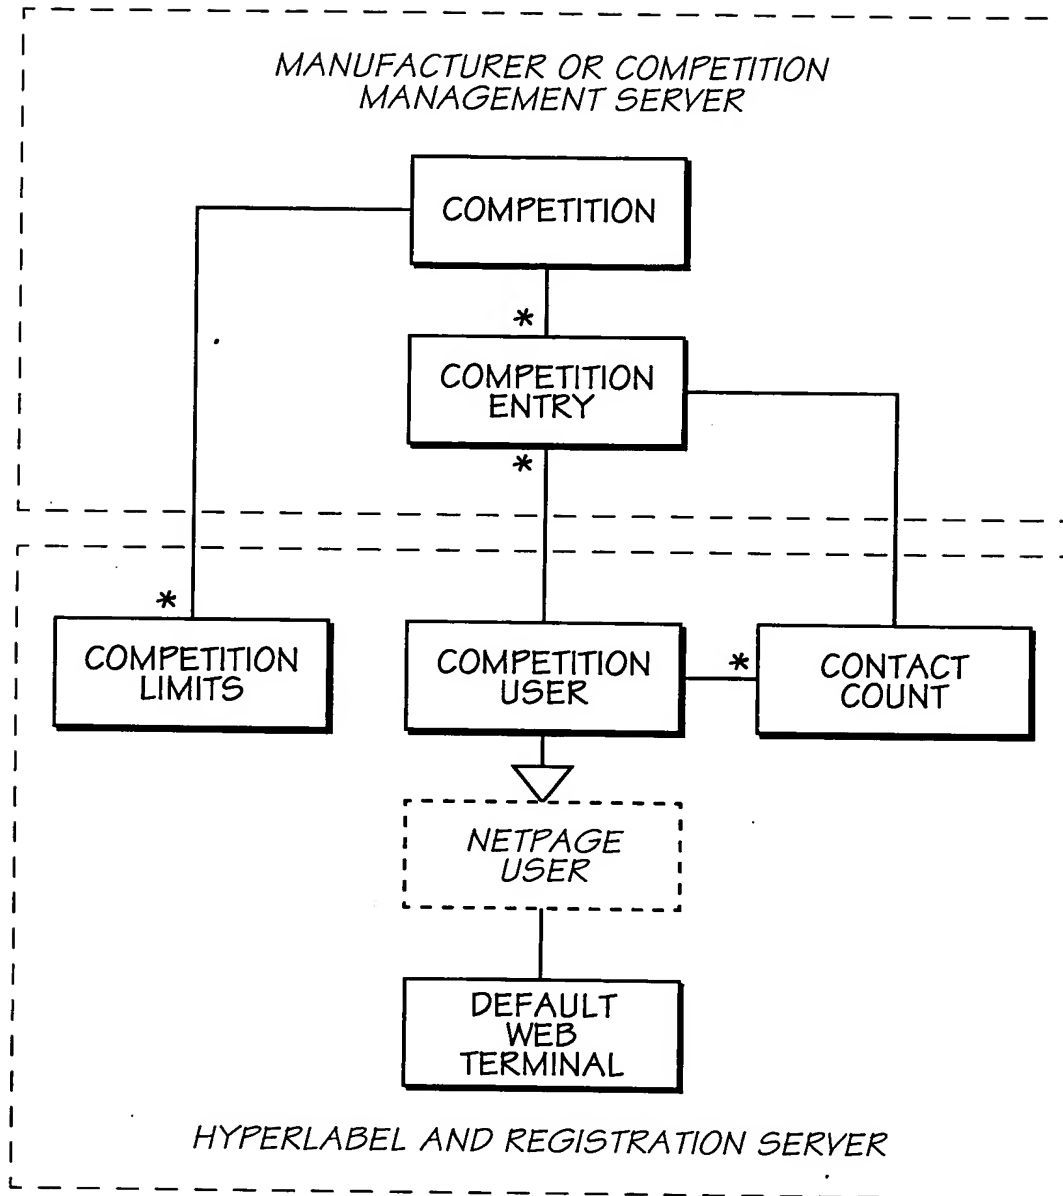 MANUFACTURER OR COMPETITION
MANAGEMENT SERVER
COMPETITION
*
COMPETITION
ENTRY
*
*
COMPETITION
LIMITS
COMPETITION
USER
*
CONTACT
COUNT
NETPAGE
USER
DEFAULT
WEB
TERMINAL
HYPERLABEL AND REGISTRATION SERVER